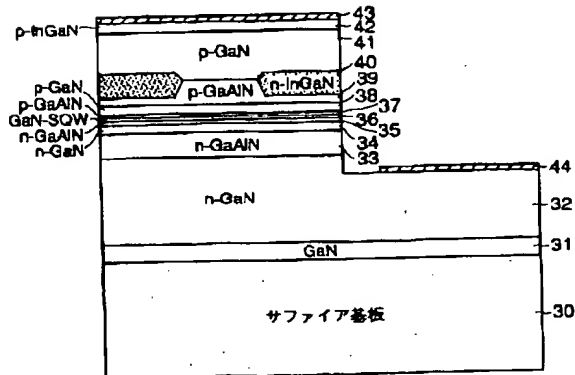 43
p-InGaN
42
41
p-GaN
40
n-InGaN
39
p-GaAlN
p-GaN
38
p-GaAlN
37
GaN-SQW
36
n-GaAlN
35
n-GaN
34
n-GaAlN
33
44
n-GaN
32
GaN
31
サファイア基板
30